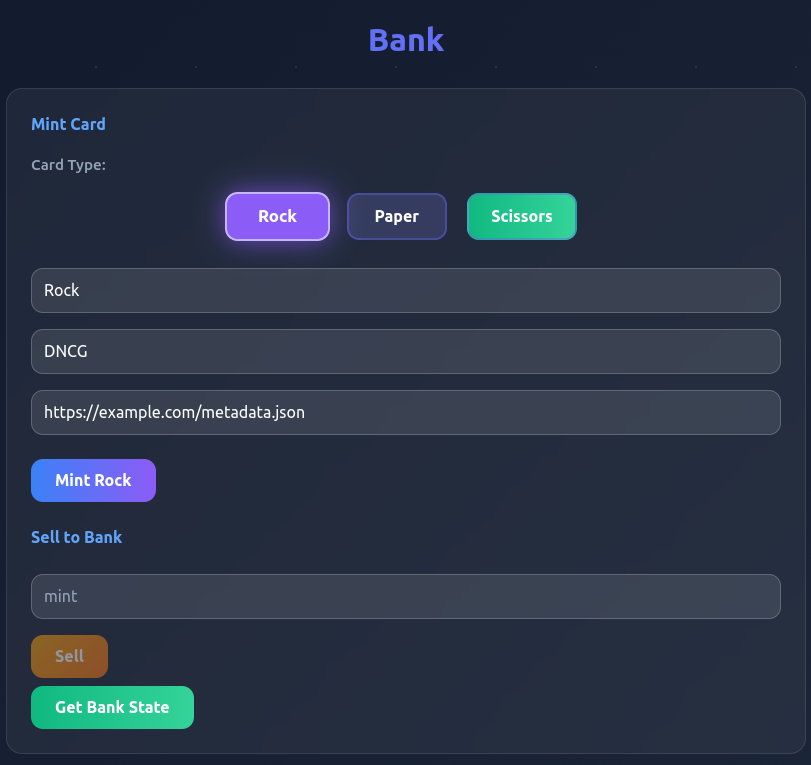 Bank
Mint Card
Card Type:
Rock Paper Scissors
Rock
DNCG
https://example.com/metadata.json
Mint Rock
Sell to Bank
mint
Sell
Get Bank State